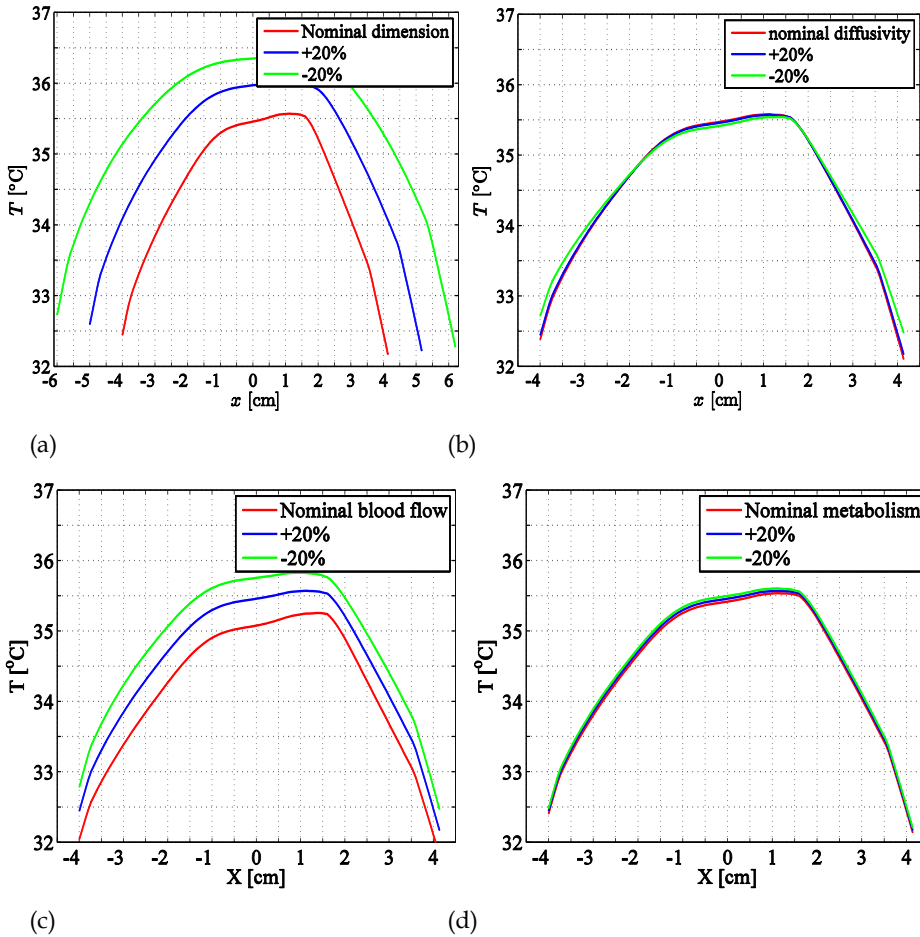 37
36
35
34
33
32
T [°C]
-6 -5 -4 -3 -2 -1 0 1 2 3 4 5 6
x [cm]
Nominal dimension
+20%
-20%
(a)
37
36
35
34
33
32
T [°C]
-4 -3 -2 -1 0 1 2 3 4
x [cm]
nominal diffusivity
+20%
-20%
(b)
37
36
35
34
33
32
T [°C]
-4 -3 -2 -1 0 1 2 3 4
X [cm]
Nominal blood flow
+20%
-20%
(c)
37
36
35
34
33
32
T [°C]
-4 -3 -2 -1 0 1 2 3 4
X [cm]
Nominal metabolism
+20%
-20%
(d)